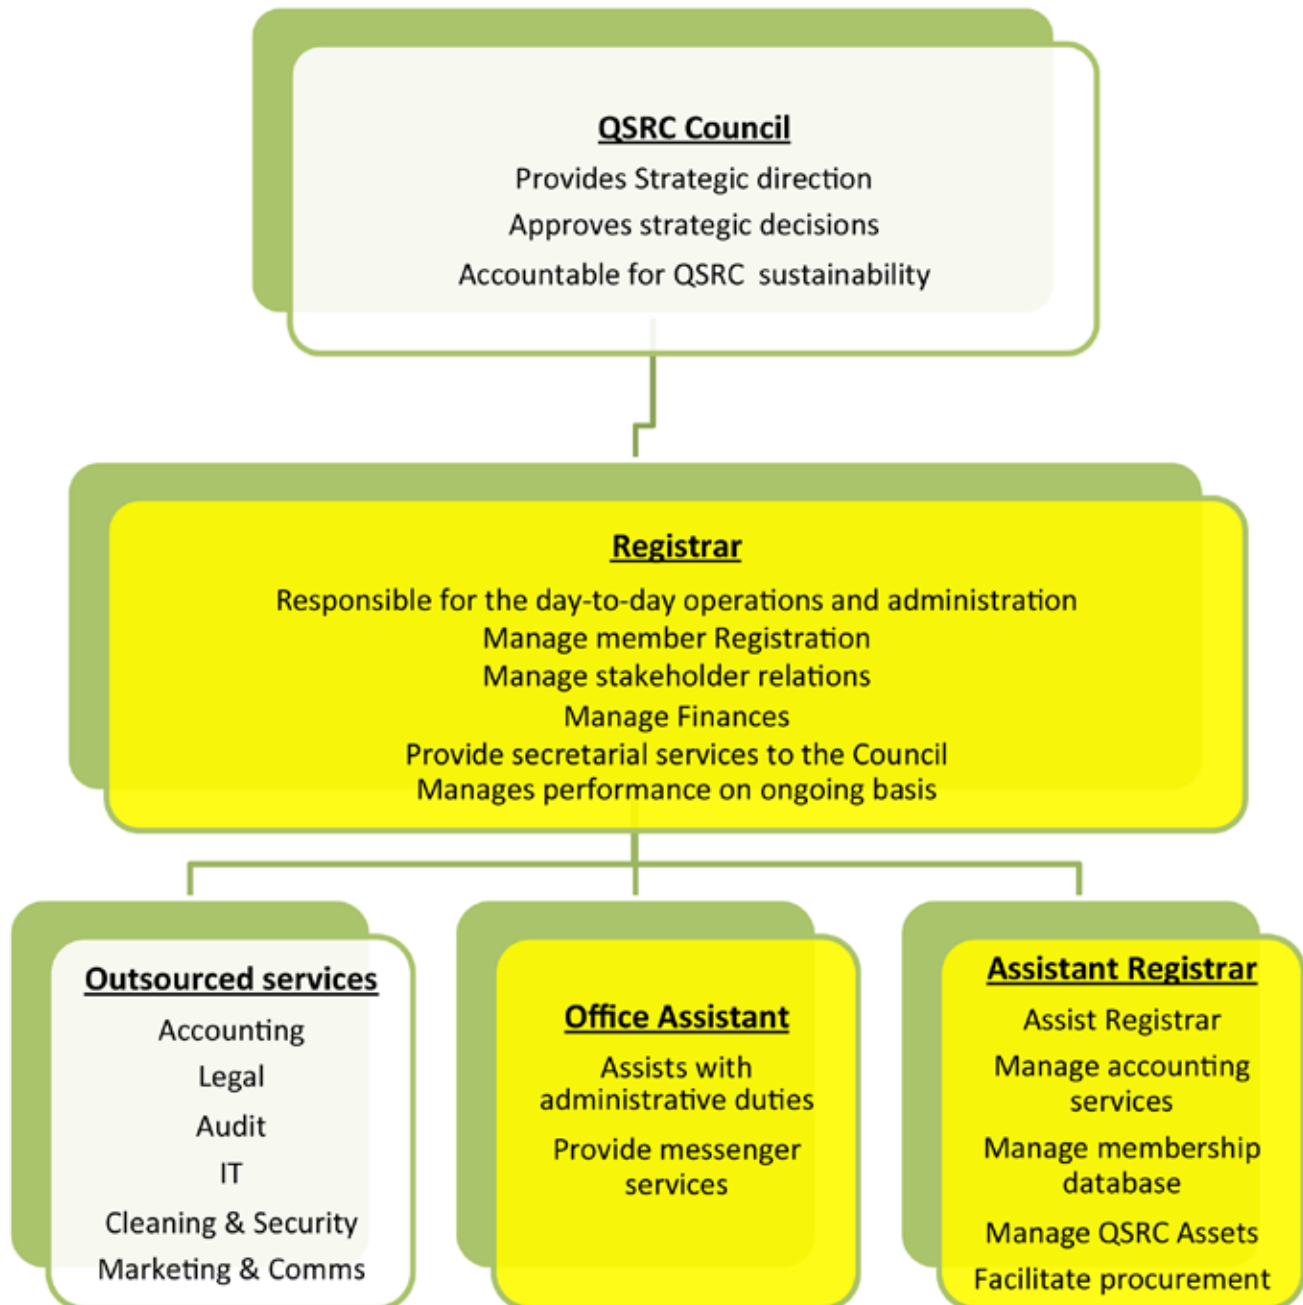 QSRC Council
Provides Strategic direction
Approves strategic decisions
Accountable for QSRC sustainability
Registrar
Responsible for the day-to-day operations and administration
Manage member Registration
Manage stakeholder relations
Manage Finances
Provide secretarial services to the Council
Manages performance on ongoing basis
Outsourced services
Accounting
Legal
Audit
IT
Cleaning & Security
Marketing & Comms
Office Assistant
Assists with
administrative duties
Provide messenger
services
Assistant Registrar
Assist Registrar
Manage accounting
services
Manage membership
database
Manage QSRC Assets
Facilitate procurement